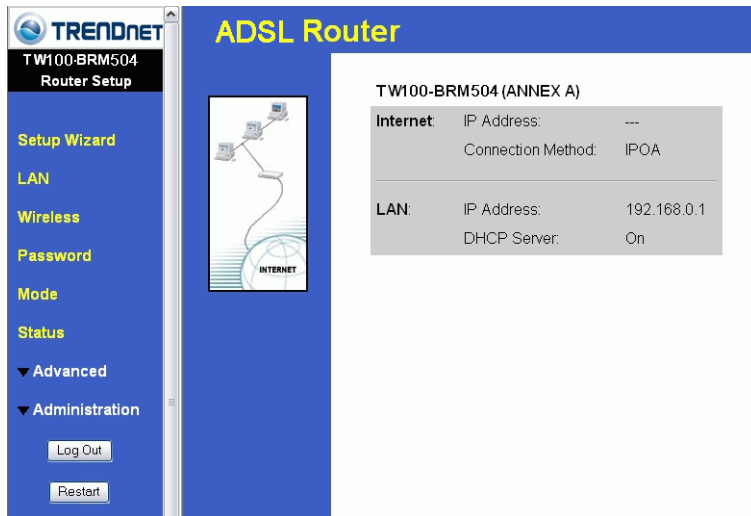 TRENDNET
TW100-BRM504
Router Setup
Setup Wizard
LAN
Wireless
Password
Mode
Status
Advanced
Administration
Log Out
Restart
ADSL Router
INTERNET
TW100-BRM504 (ANNEX A)
Internet: IP Address: ---
Connection Method: IPOA
LAN: IP Address: 192.168.0.1
DHCP Server: On